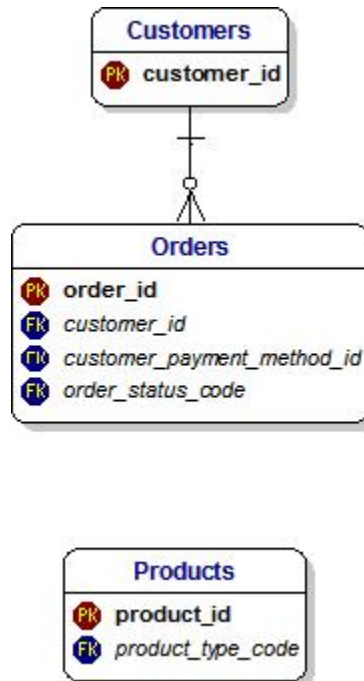 Customers
PK customer_id
Orders
PK order_id
FK customer_id
FK customer_payment_method_id
FK order_status_code
Products
PK product_id
FK product_type_code